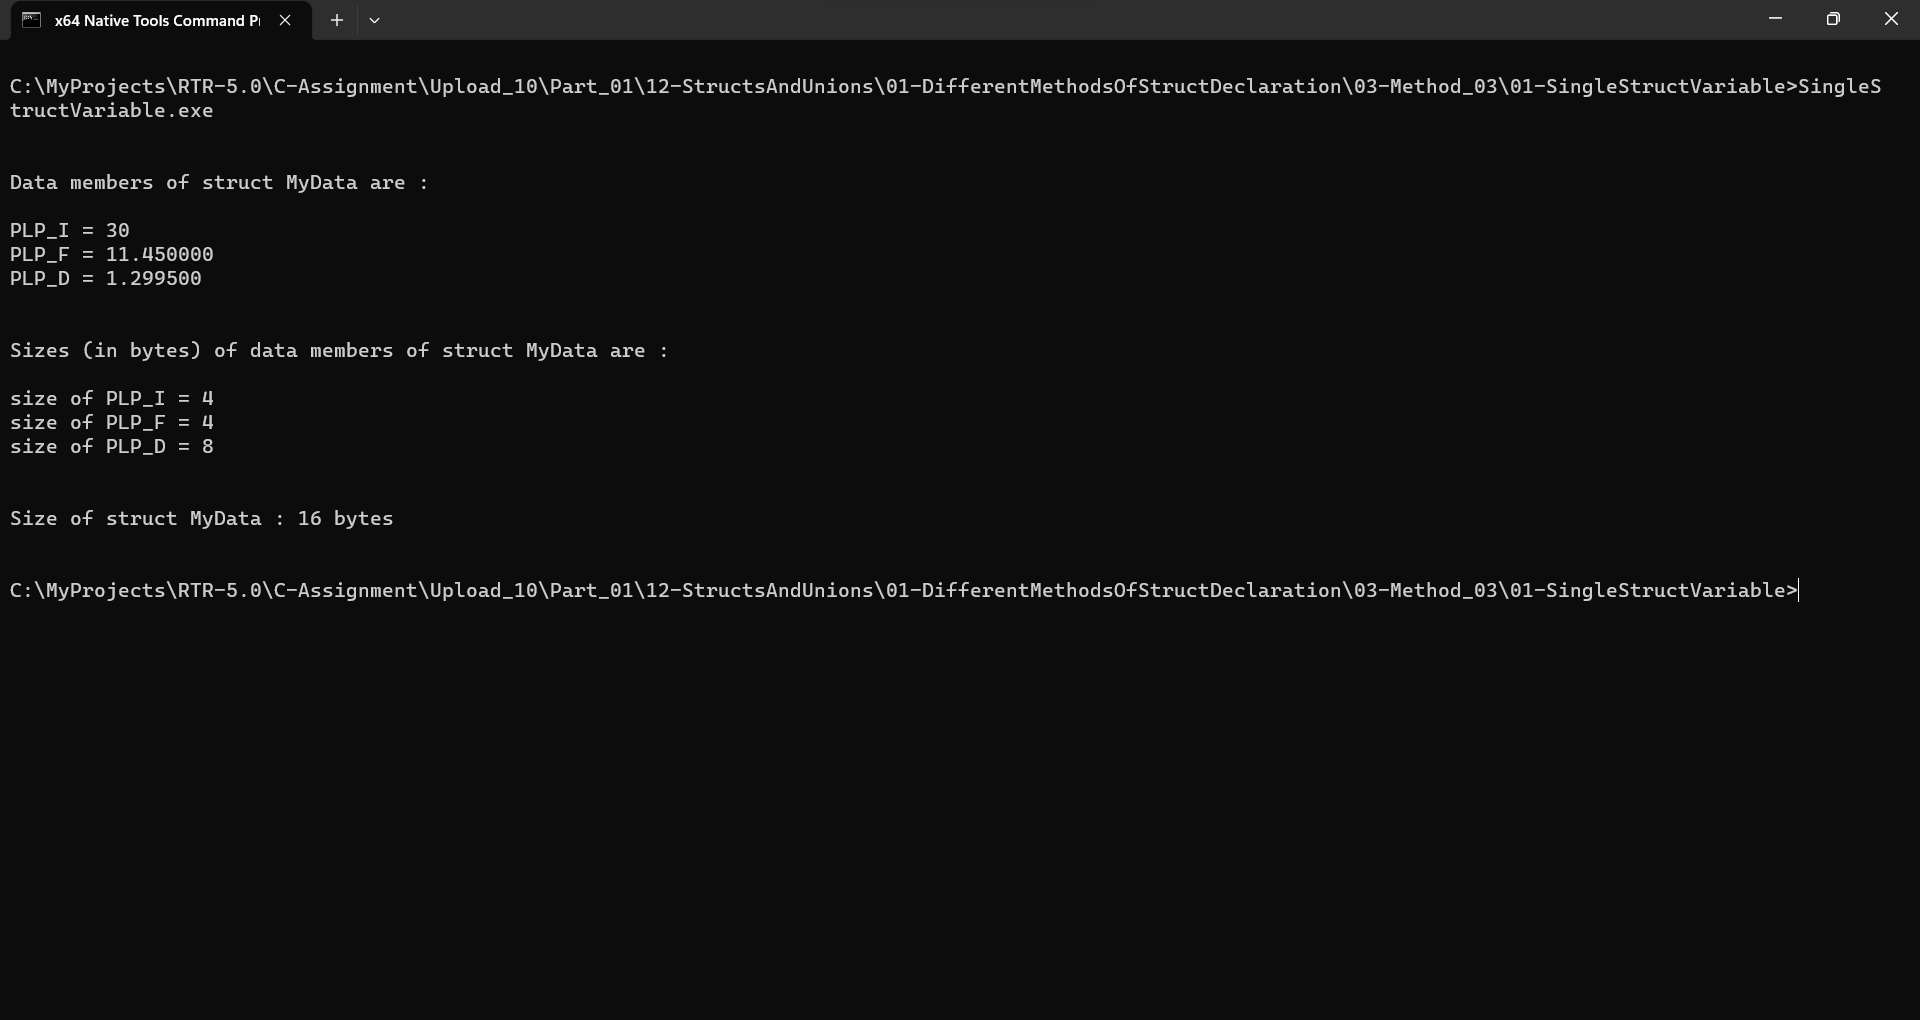 x64 Native Tools Command P
C:\MyProjects\RTR-5.0\C-Assignment\Upload_10\Part_01\12-StructsAndUnions\01-DifferentMethodsOfStructDeclaration\03-Method_03\01-SingleStructVariable>SingleS
tructVariable.exe
Data members of struct MyData are :
PLP_I = 30
PLP_F = 11.450000
PLP_D = 1.299500
Sizes (in bytes) of data members of struct MyData are :
size of PLP_I = 4
size of PLP_F = 4
size of PLP_D = 8
Size of struct MyData : 16 bytes
C:\MyProjects\RTR-5.0\C-Assignment\Upload_10\Part_01\12-StructsAndUnions\01-DifferentMethodsOfStructDeclaration\03-Method_03\01-SingleStructVariable>